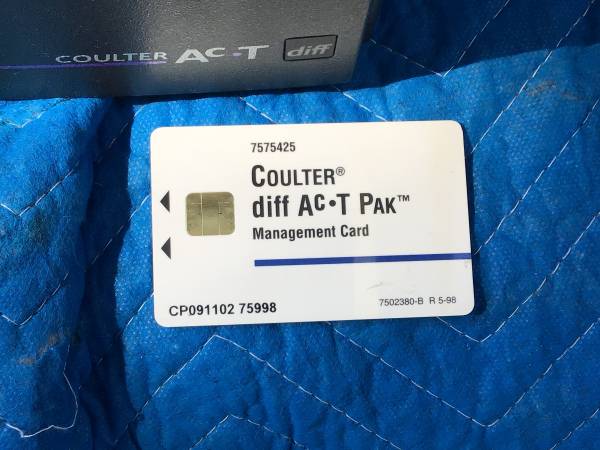 COULTER AC•T diff
7575425
COULTER®
diff AC•T PAK™
Management Card
CP091102 75998
7502380-B R 5-98